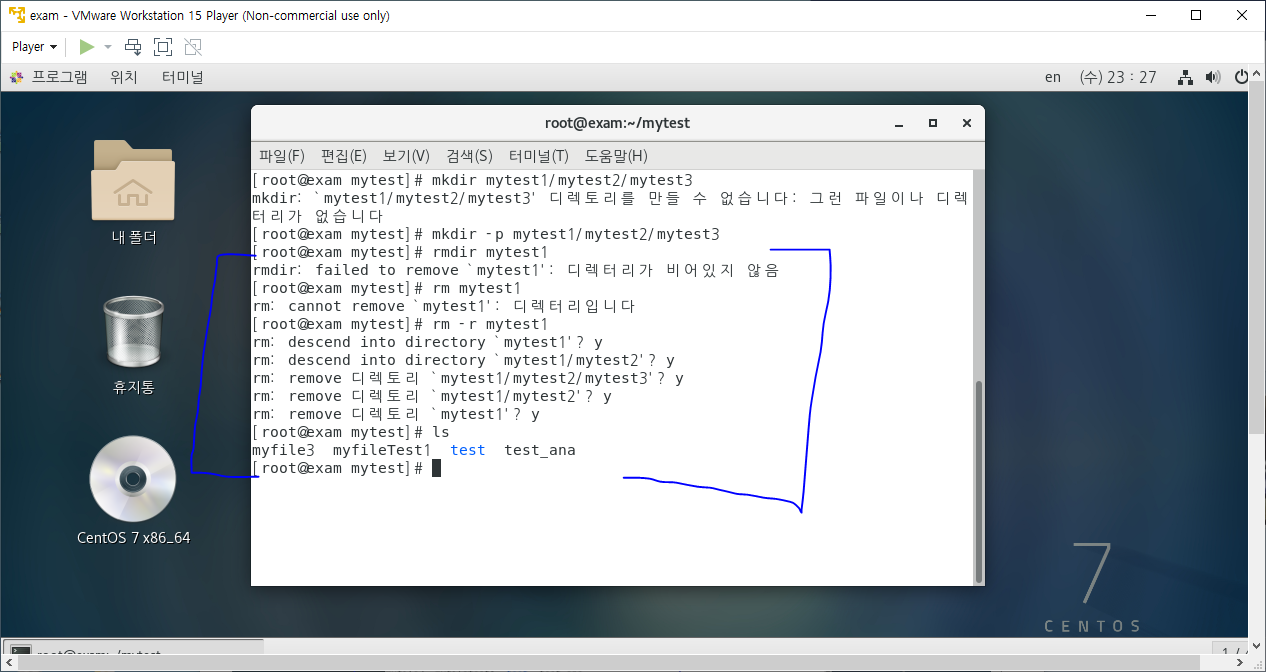 exam - VMware Workstation 15 Player (Non-commercial use only)
Player
프로그램 위치 터미널 en (수) 23 : 27
root@exam:~/mytest
파일(F) 편집(E) 보기(V) 검색(S) 터미널(T) 도움말(H)
[root@exam mytest]# mkdir mytest1/mytest2/mytest3
mkdir: `mytest1/mytest2/mytest3' 디렉토리를 만들 수 없습니다: 그런 파일이나 디렉
터리가 없습니다
[root@exam mytest]# mkdir -p mytest1/mytest2/mytest3
[root@exam mytest]# rmdir mytest1
rmdir: failed to remove `mytest1': 디렉터리가 비어있지 않음
[root@exam mytest]# rm mytest1
rm: cannot remove `mytest1': 디렉터리입니다
[root@exam mytest]# rm -r mytest1
rm: descend into directory `mytest1'? y
rm: descend into directory `mytest1/mytest2'? y
rm: remove 디렉토리 `mytest1/mytest2/mytest3'? y
rm: remove 디렉토리 `mytest1/mytest2'? y
rm: remove 디렉토리 `mytest1'? y
[root@exam mytest]# ls
myfile3 myfileTest1 test test_ana
[root@exam mytest]#
내 폴더
휴지통
CentOS 7 x86_64
7
CENTOS
root@exam:~/mytest